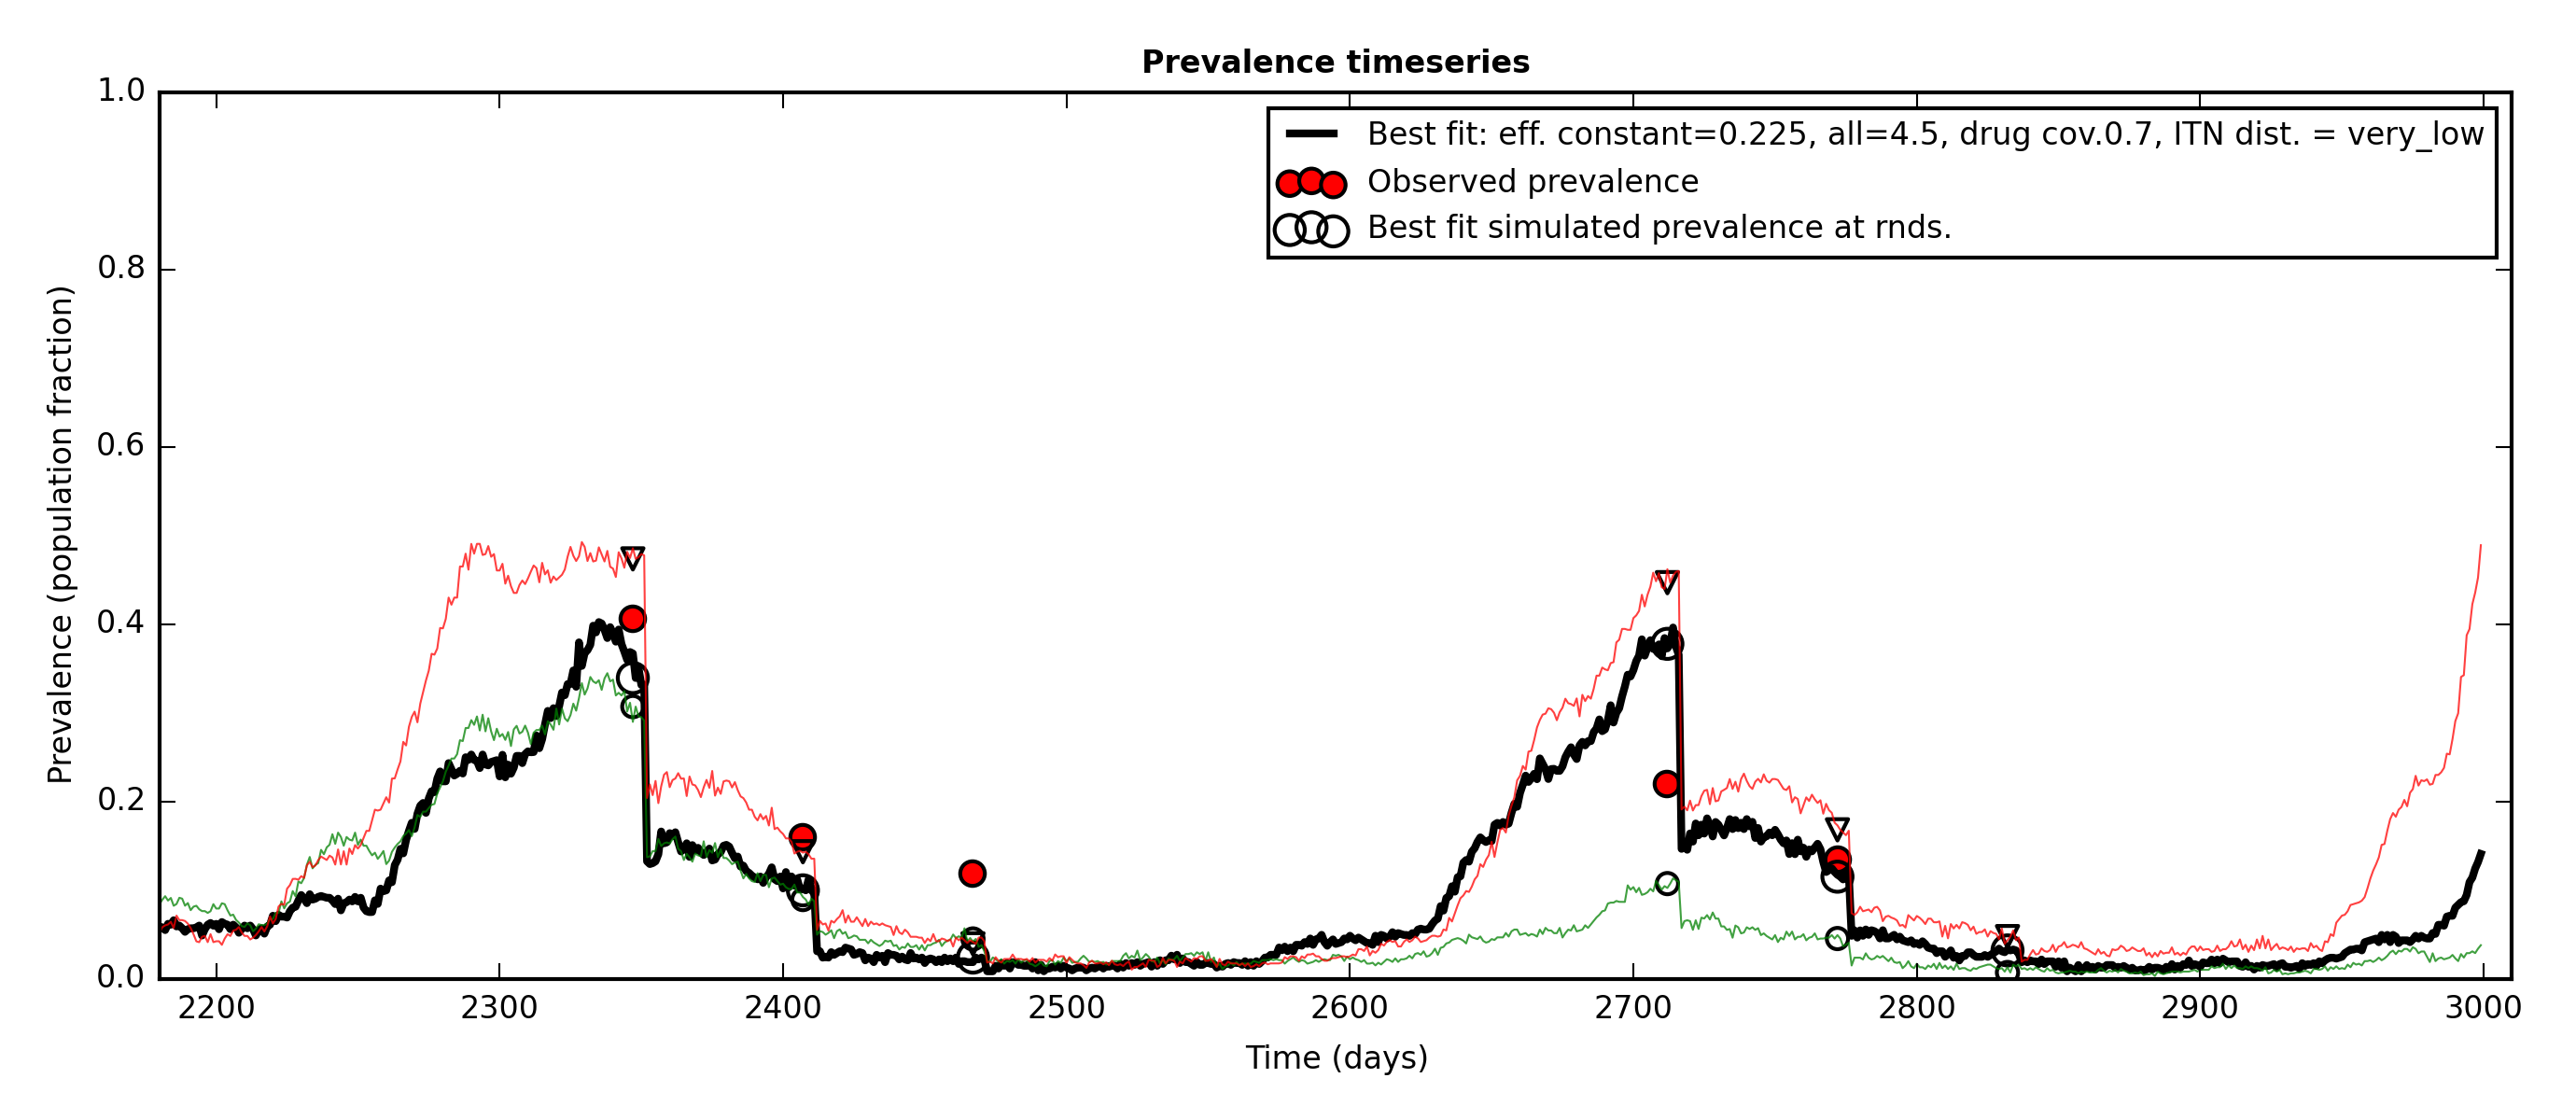 Prevalence timeseries
1.0
0.8
0.6
0.4
0.2
0.0
Prevalence (population fraction)
Best fit: eff. constant=0.225, all=4.5, drug cov.0.7, ITN dist. = very_low
Observed prevalence
Best fit simulated prevalence at rnds.
2200 2300 2400 2500 2600 2700 2800 2900 3000
Time (days)